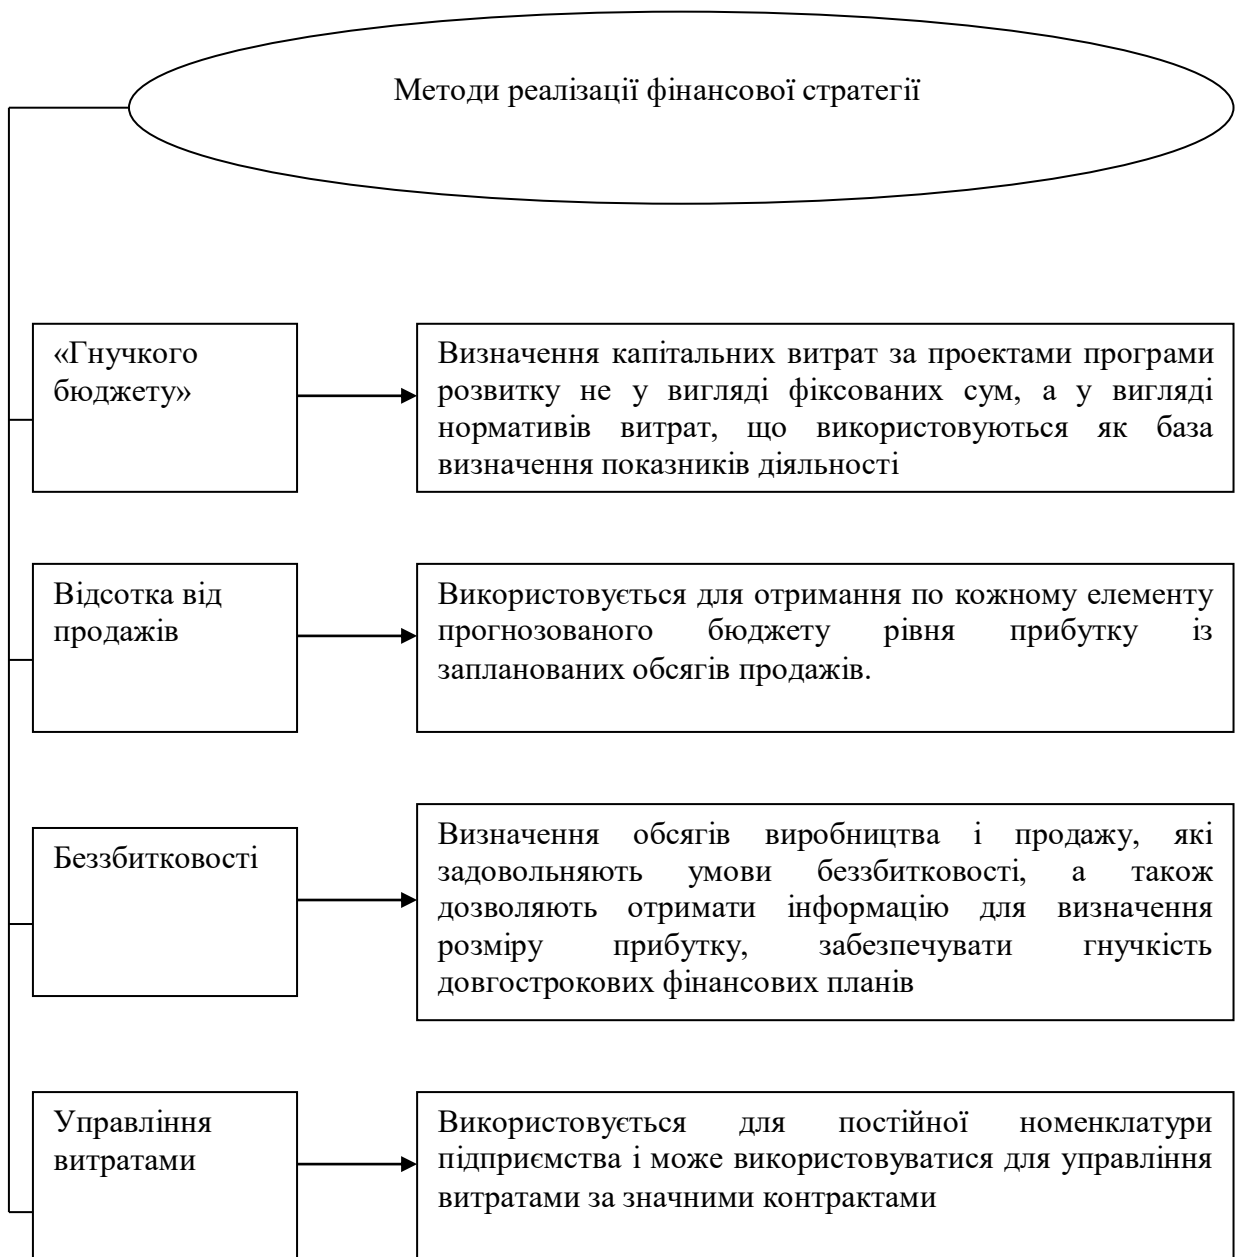 Методи реалізації фінансової стратегії
«Гнучкого
бюджету»
Визначення капітальних витрат за проектами програми
розвитку не у вигляді фіксованих сум, а у вигляді
нормативів витрат, що використовуються як база
визначення показників діяльності
Відсотка від
продажів
Використовується для отримання по кожному елементу
прогнозованого бюджету рівня прибутку із
запланованих обсягів продажів.
Беззбитковості
Визначення обсягів виробництва і продажу, які
задовольняють умови беззбитковості, а також
дозволяють отримати інформацію для визначення
розміру прибутку, забезпечувати гнучкість
довгострокових фінансових планів
Управління
витратами
Використовується для постійної номенклатури
підприємства і може використовуватися для управління
витратами за значними контрактами